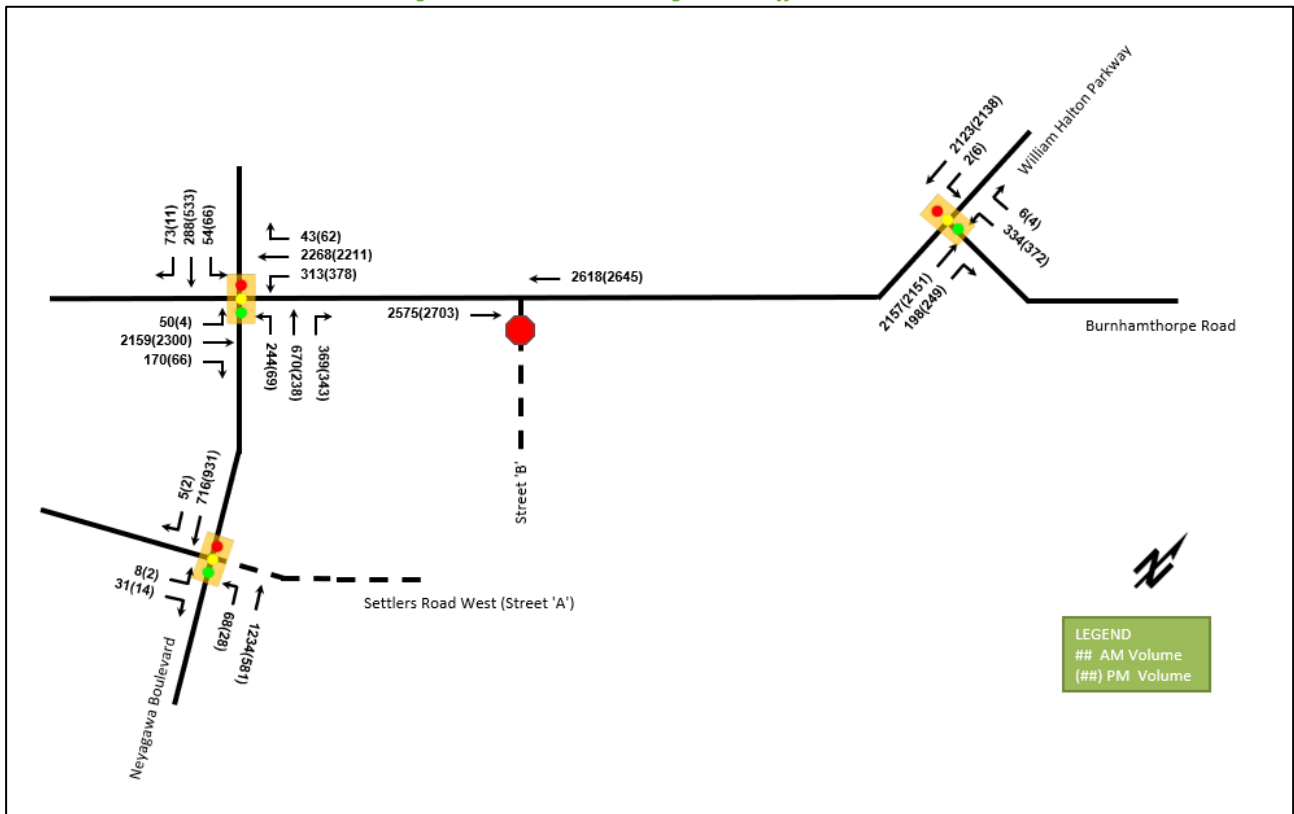 2123(2138)
2(6)
William Halton Parkway
6(4)
334(372)
2157(2151)
198(249)
Burnhamthorpe Road
73(11)
288(533)
54(66)
43(62)
2268(2211)
313(378)
2618(2645)
2575(2703)
50(4)
2159(2300)
170(66)
244(69)
670(238)
369(343)
Street 'B'
5(2)
716(931)
8(2)
31(14)
68(28)
1234(581)
Settlers Road West (Street 'A')
Neyagawa Boulevard
N
LEGEND
## AM Volume
(##) PM Volume